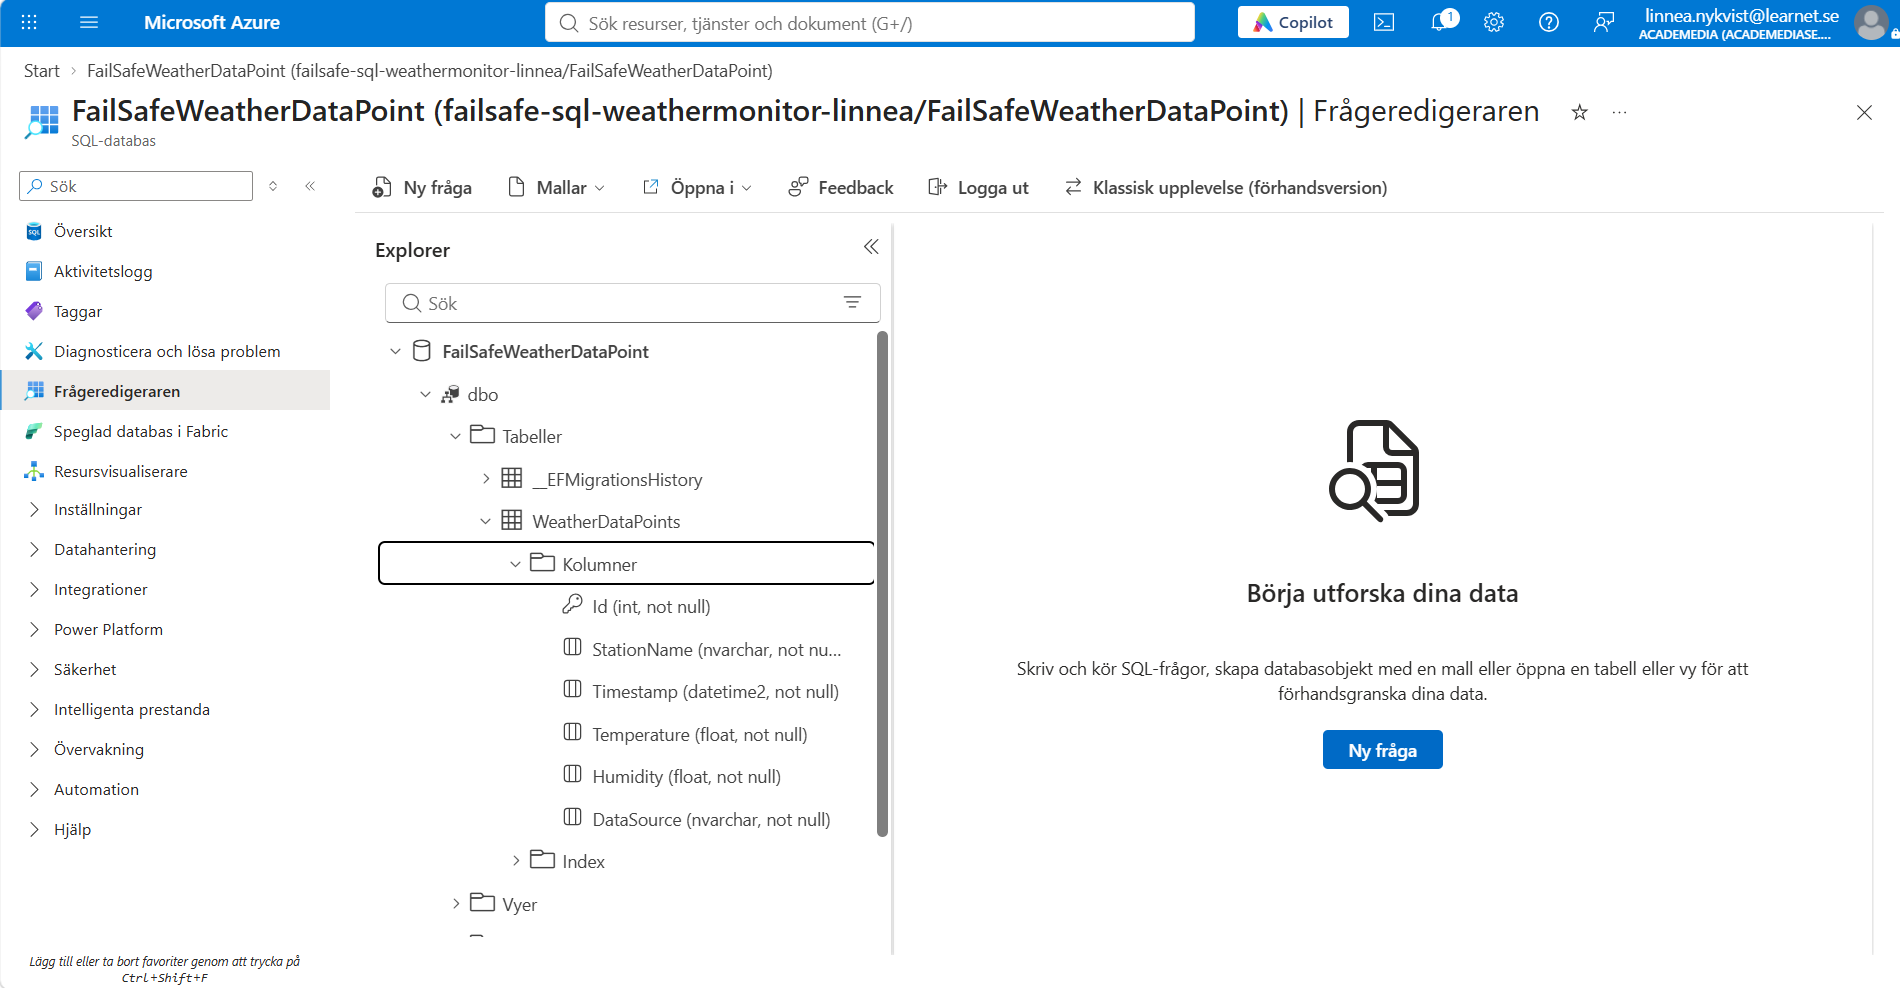 Microsoft Azure
Sök resurser, tjänster och dokument (G+/)
Copilot
1
linnea.nykvist@learnet.se
ACADEMEDIA (ACADEMEDIASE....
Start > FailSafeWeatherDataPoint (failsafe-sql-weathermonitor-linnea/FailSafeWeatherDataPoint)
FailSafeWeatherDataPoint (failsafe-sql-weathermonitor-linnea/FailSafeWeatherDataPoint) | Frågeredigeraren
SQL-databas
Sök
Översikt
Aktivitetslogg
Taggar
Diagnosticera och lösa problem
Frågeredigeraren
Speglad databas i Fabric
Resursvisualiserare
Inställningar
Datahantering
Integrationer
Power Platform
Säkerhet
Intelligenta prestanda
Övervakning
Automation
Hjälp
Lägg till eller ta bort favoriter genom att trycka på
Ctrl+Shift+F
Ny fråga
Mallar
Öppna i
Feedback
Logga ut
Klassisk upplevelse (förhandsversion)
Explorer
Sök
FailSafeWeatherDataPoint
dbo
Tabeller
__EFMigrationsHistory
WeatherDataPoints
Kolumner
Id (int, not null)
StationName (nvarchar, not nu...
Timestamp (datetime2, not null)
Temperature (float, not null)
Humidity (float, not null)
DataSource (nvarchar, not null)
Index
Vyer
Börja utforska dina data
Skriv och kör SQL-frågor, skapa databasobjekt med en mall eller öppna en tabell eller vy för att
förhandsgranska dina data.
Ny fråga